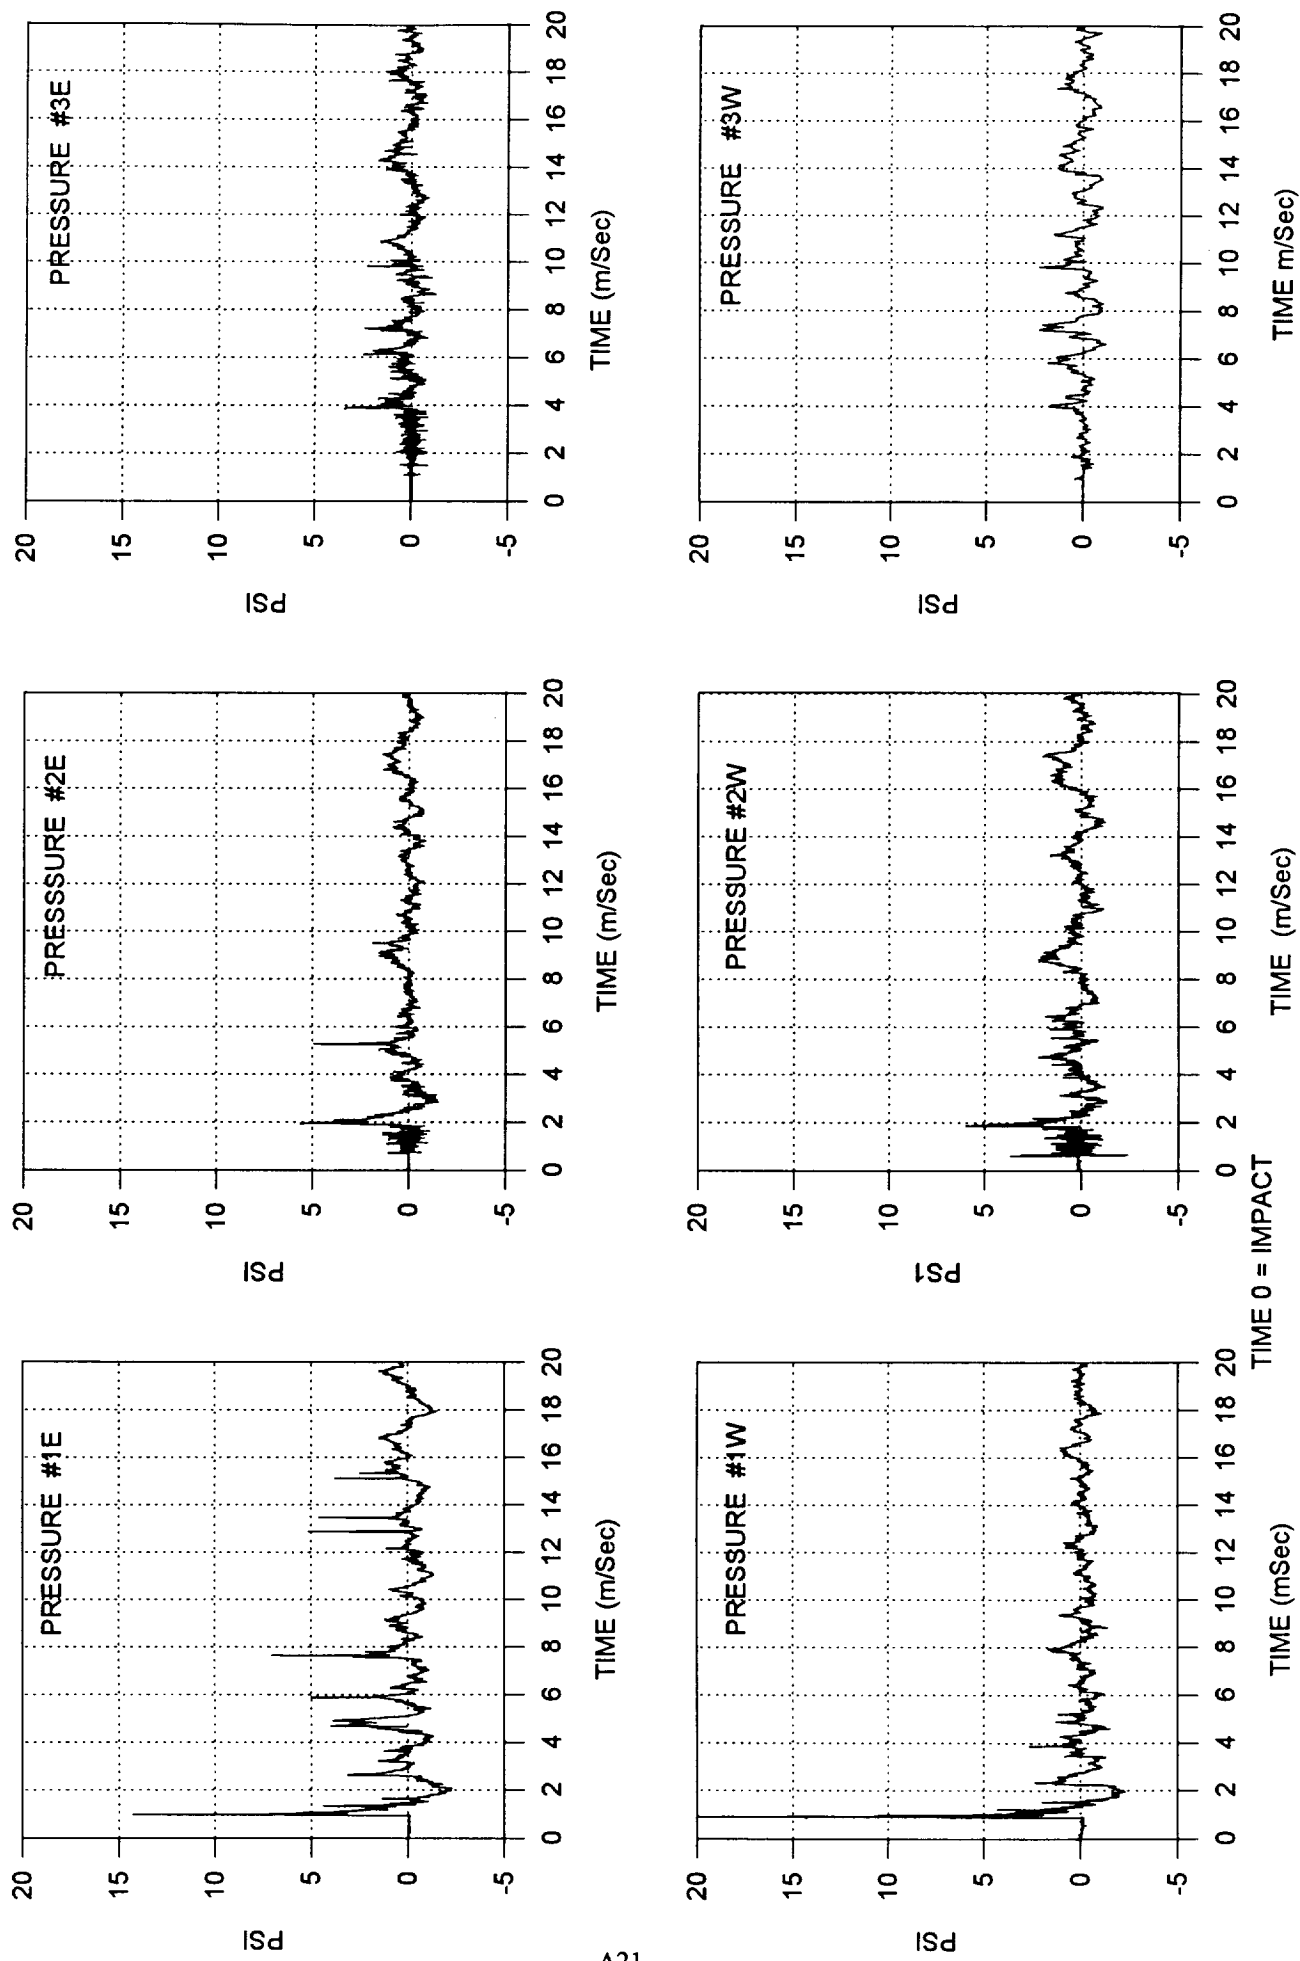 PRESSURE #1E
PSI
20
15
10
5
0
-5
0 2 4 6 8 10 12 14 16 18 20
TIME (m/Sec)
PRESSSURE #2E
PSI
20
15
10
5
0
-5
0 2 4 6 8 10 12 14 16 18 20
TIME (m/Sec)
PRESSURE #3E
PSI
20
15
10
5
0
-5
0 2 4 6 8 10 12 14 16 18 20
TIME (m/Sec)
PRESSURE #1W
PSI
20
15
10
5
0
-5
0 2 4 6 8 10 12 14 16 18 20
TIME (mSec)
PRESSURE #2W
PS1
20
15
10
5
0
-5
0 2 4 6 8 10 12 14 16 18 20
TIME (m/Sec)
PRESSURE #3W
PSI
20
15
10
5
0
-5
0 2 4 6 8 10 12 14 16 18 20
TIME m/Sec)
TIME 0 = IMPACT
A21